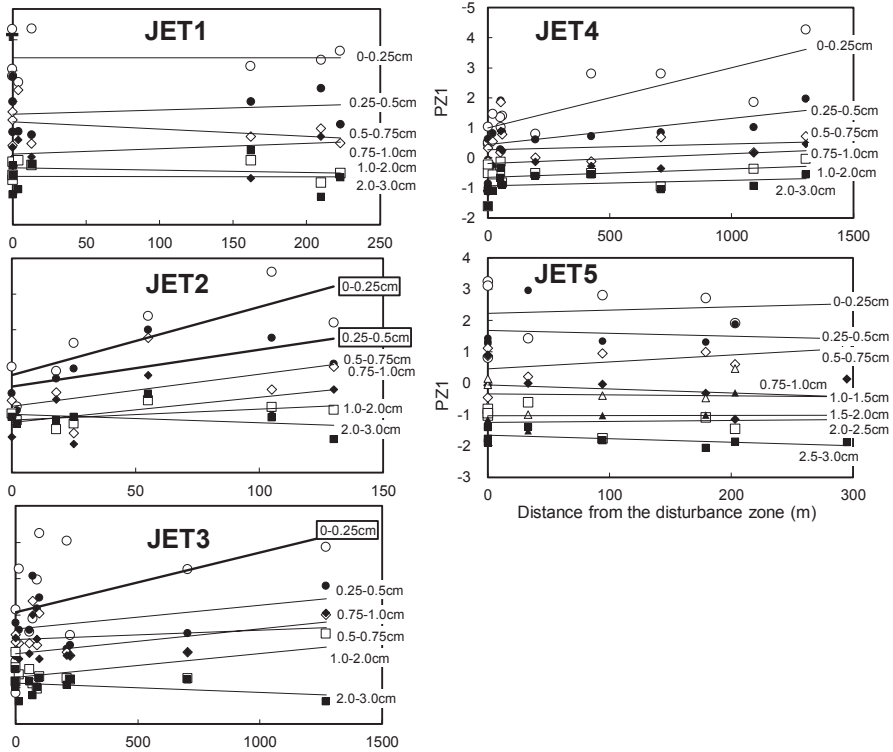 JET1
0-0.25cm
0.25-0.5cm
0.5-0.75cm
0.75-1.0cm
1.0-2.0cm
2.0-3.0cm
0 50 100 150 200 250
JET2
0-0.25cm
0.25-0.5cm
0.5-0.75cm
0.75-1.0cm
1.0-2.0cm
2.0-3.0cm
0 50 100 150
JET3
0-0.25cm
0.25-0.5cm
0.75-1.0cm
0.5-0.75cm
1.0-2.0cm
2.0-3.0cm
0 500 1000 1500
JET4
PZ1
5
4
3
2
1
0
-1
-2
0-0.25cm
0.25-0.5cm
0.5-0.75cm
0.75-1.0cm
1.0-2.0cm
2.0-3.0cm
0 500 1000 1500
JET5
PZ1
4
3
2
1
0
-1
-2
-3
0-0.25cm
0.25-0.5cm
0.5-0.75cm
0.75-1.0cm
1.0-1.5cm
1.5-2.0cm
2.0-2.5cm
2.5-3.0cm
0 100 200 300
Distance from the disturbance zone (m)